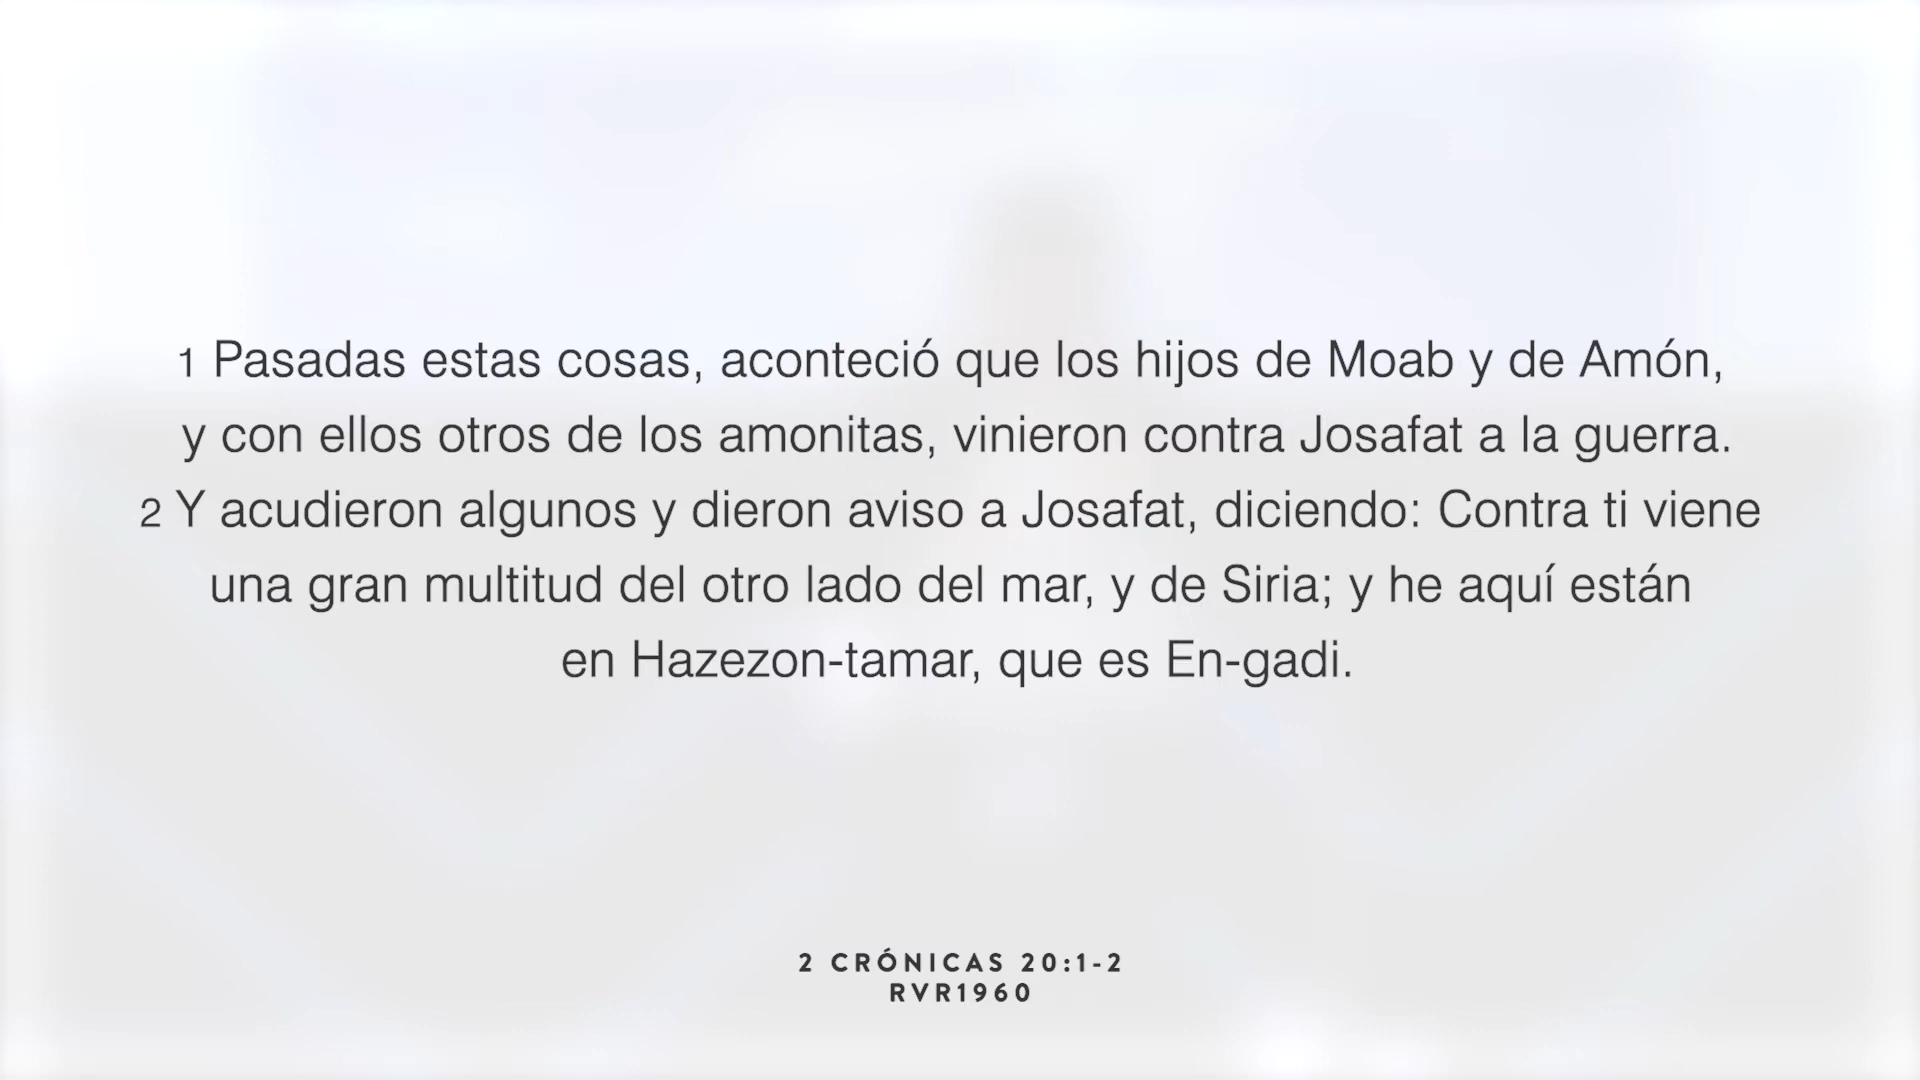 1 Pasadas estas cosas, aconteció que los hijos de Moab y de Amón,
y con ellos otros de los amonitas, vinieron contra Josafat a la guerra.
2 Y acudieron algunos y dieron aviso a Josafat, diciendo: Contra ti viene
una gran multitud del otro lado del mar, y de Siria; y he aquí están
en Hazezon-tamar, que es En-gadi.
2 CRÓNICAS 20:1-2
RVR1960